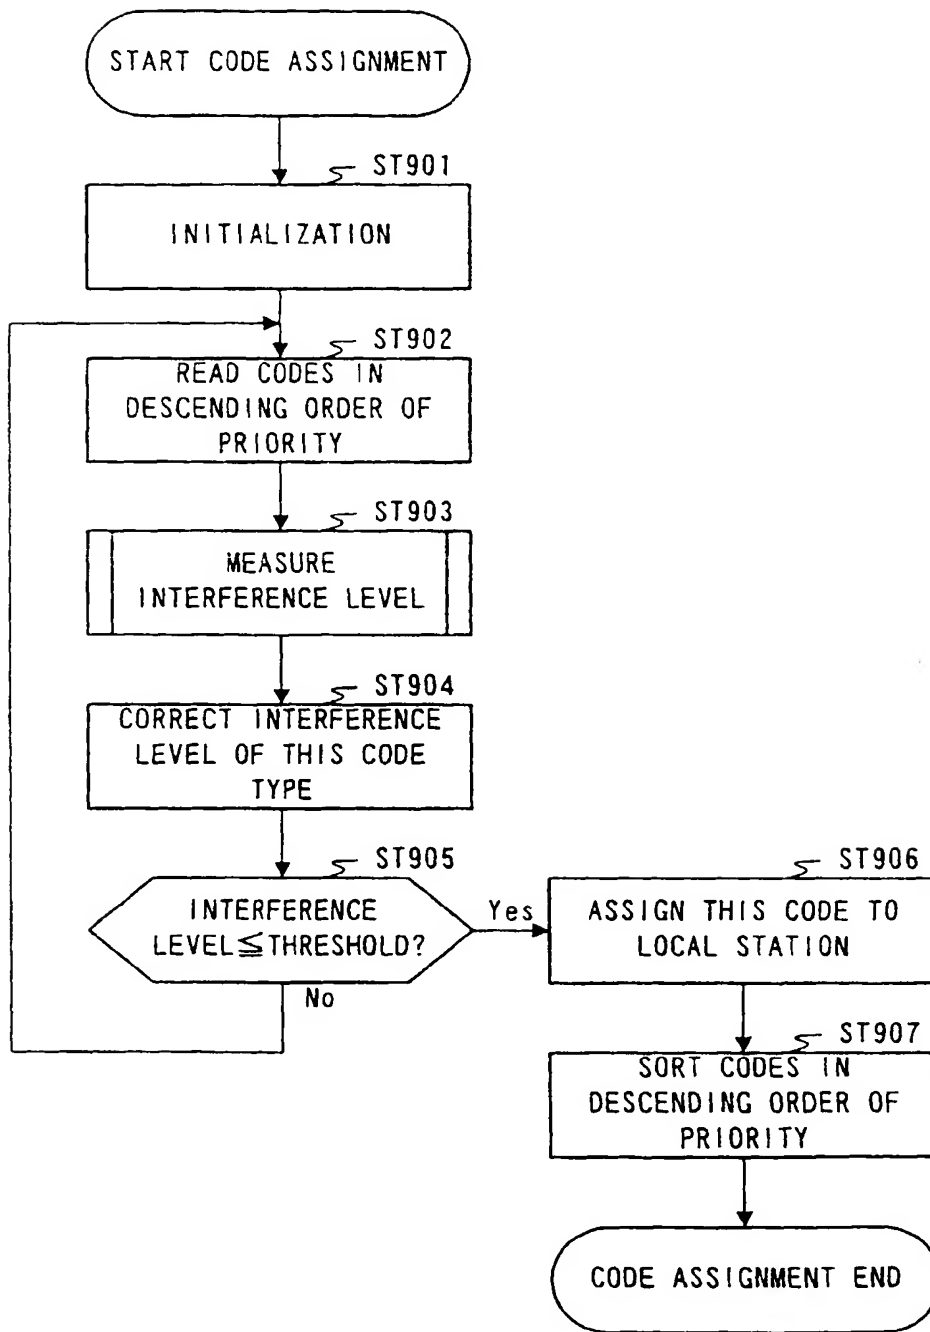 START CODE ASSIGNMENT
ST901
INITIALIZATION
ST902
READ CODES IN
DESCENDING ORDER OF
PRIORITY
ST903
MEASURE
INTERFERENCE LEVEL
ST904
CORRECT INTERFERENCE
LEVEL OF THIS CODE
TYPE
ST905
INTERFERENCE
LEVEL≦THRESHOLD?
Yes
No
ST906
ASSIGN THIS CODE TO
LOCAL STATION
ST907
SORT CODES IN
DESCENDING ORDER OF
PRIORITY
CODE ASSIGNMENT END